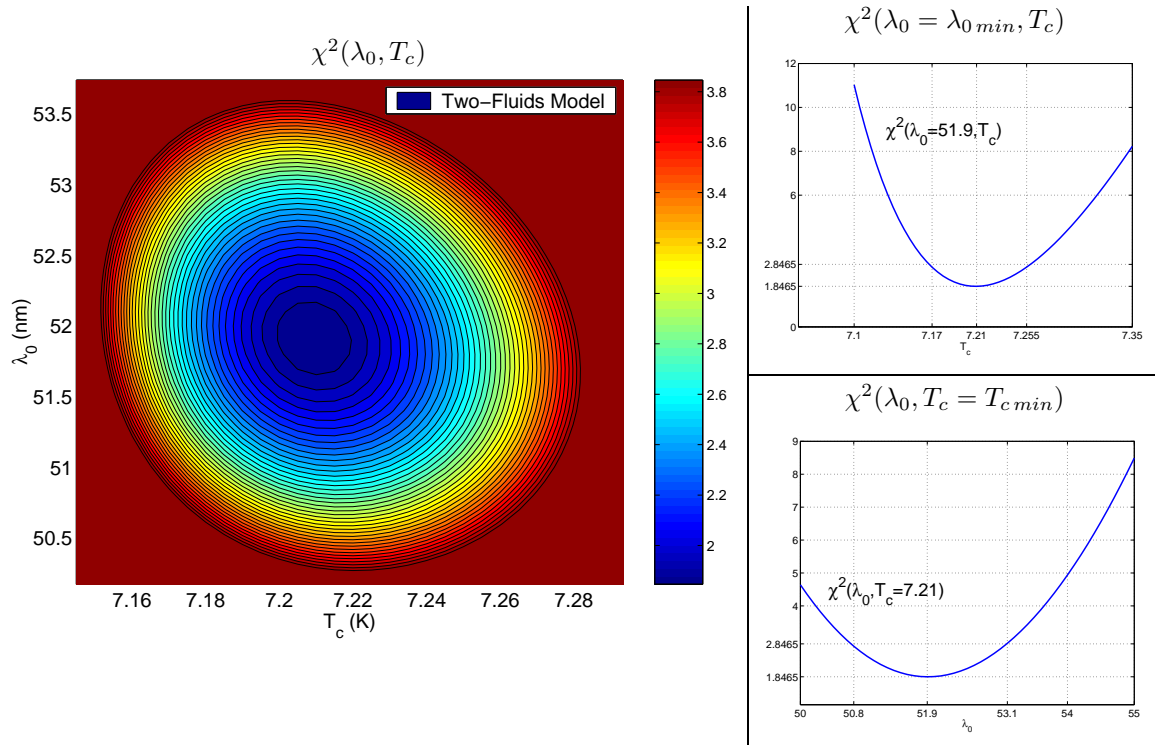 χ²(λ₀, T_c)
Two−Fluids Model
53.5
53
52.5
52
51.5
51
50.5
λ₀ (nm)
7.16 7.18 7.2 7.22 7.24 7.26 7.28
T_c (K)
3.8
3.6
3.4
3.2
3
2.8
2.6
2.4
2.2
2
χ²(λ₀ = λ₀ min, T_c)
12
10
8
6
2.8465
1.8465
0
χ²(λ₀=51.9,T_c)
7.1 7.17 7.21 7.255 7.35
T_c
χ²(λ₀, T_c = T_c min)
9
8
7
6
5
4
2.8465
1.8465
χ²(λ₀,T_c=7.21)
50 50.8 51.9 53.1 54 55
λ₀